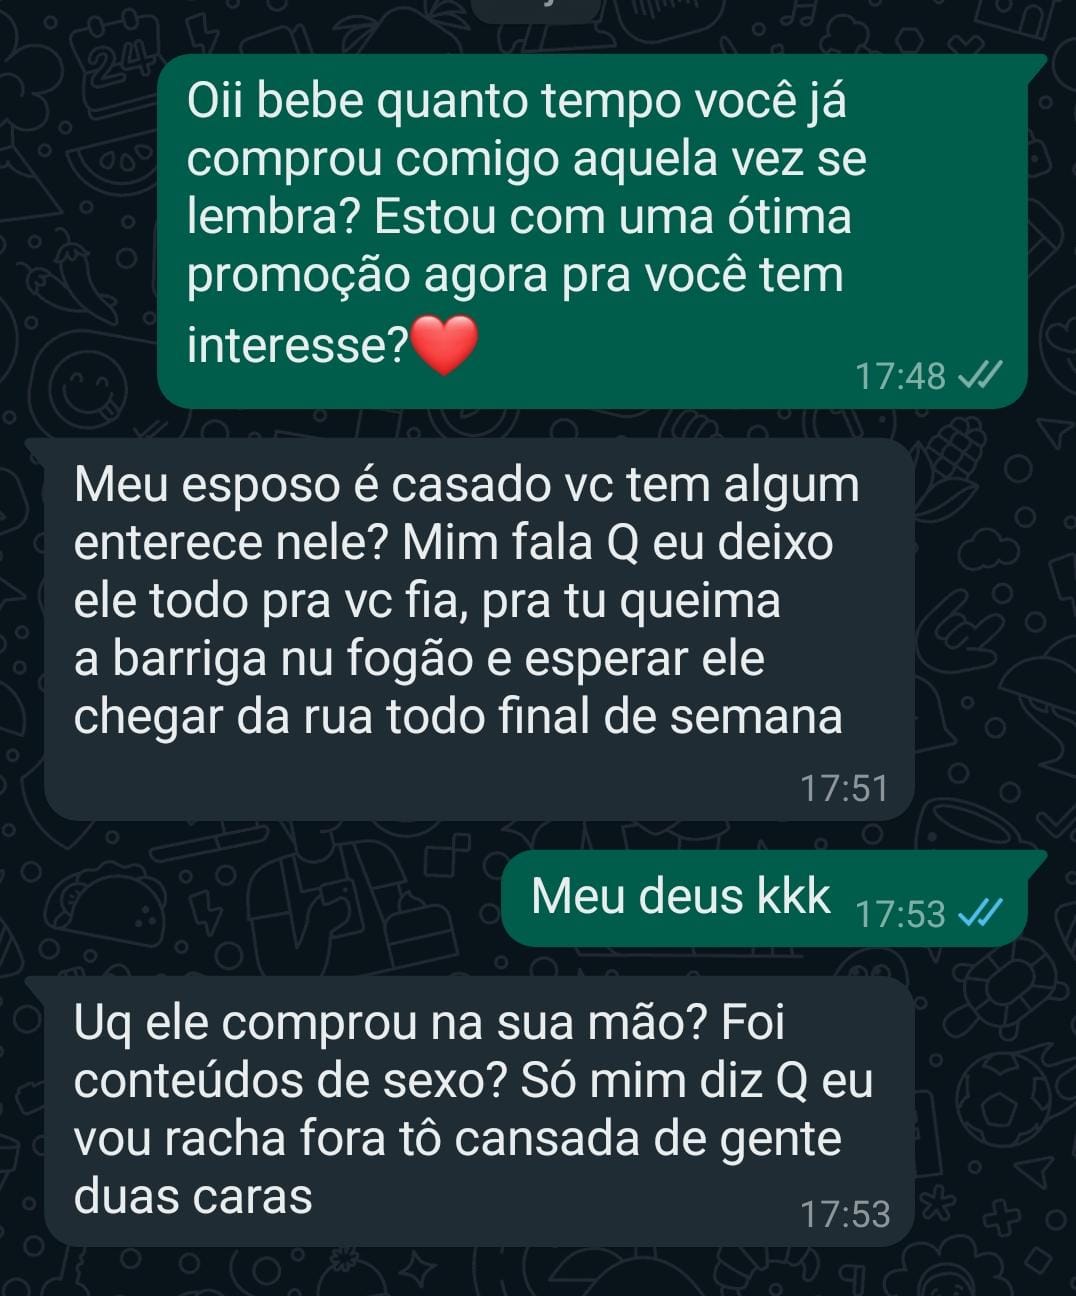 Oii bebe quanto tempo você já
comprou comigo aquela vez se
lembra? Estou com uma ótima
promoção agora pra você tem
interesse?❤️
17:48
Meu esposo é casado vc tem algum
enterece nele? Mim fala Q eu deixo
ele todo pra vc fia, pra tu queima
a barriga nu fogão e esperar ele
chegar da rua todo final de semana
17:51
Meu deus kkk 17:53
Uq ele comprou na sua mão? Foi
conteúdos de sexo? Só mim diz Q eu
vou racha fora tô cansada de gente
duas caras
17:53